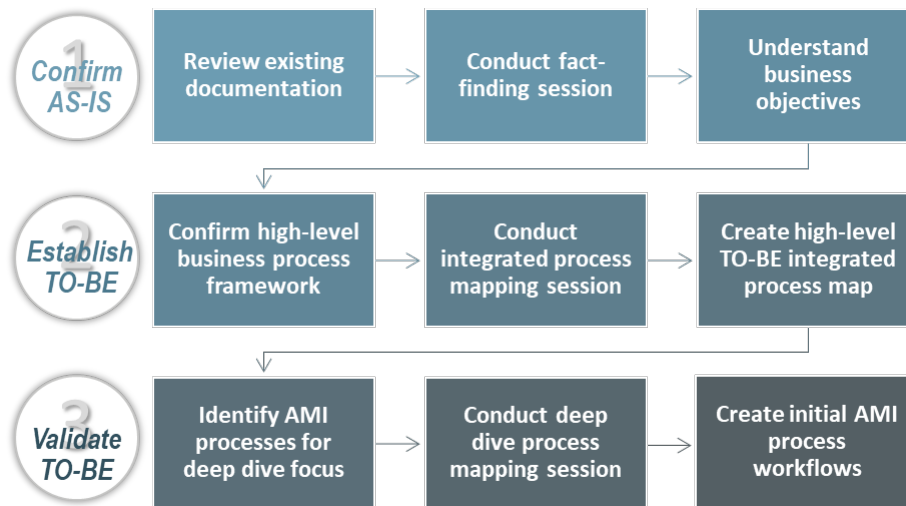 1
Confirm
AS-IS
Review existing
documentation
Conduct fact-
finding session
Understand
business
objectives
2
Establish
TO-BE
Confirm high-level
business process
framework
Conduct
integrated process
mapping session
Create high-level
TO-BE integrated
process map
3
Validate
TO-BE
Identify AMI
processes for
deep dive focus
Conduct deep
dive process
mapping session
Create initial AMI
process
workflows